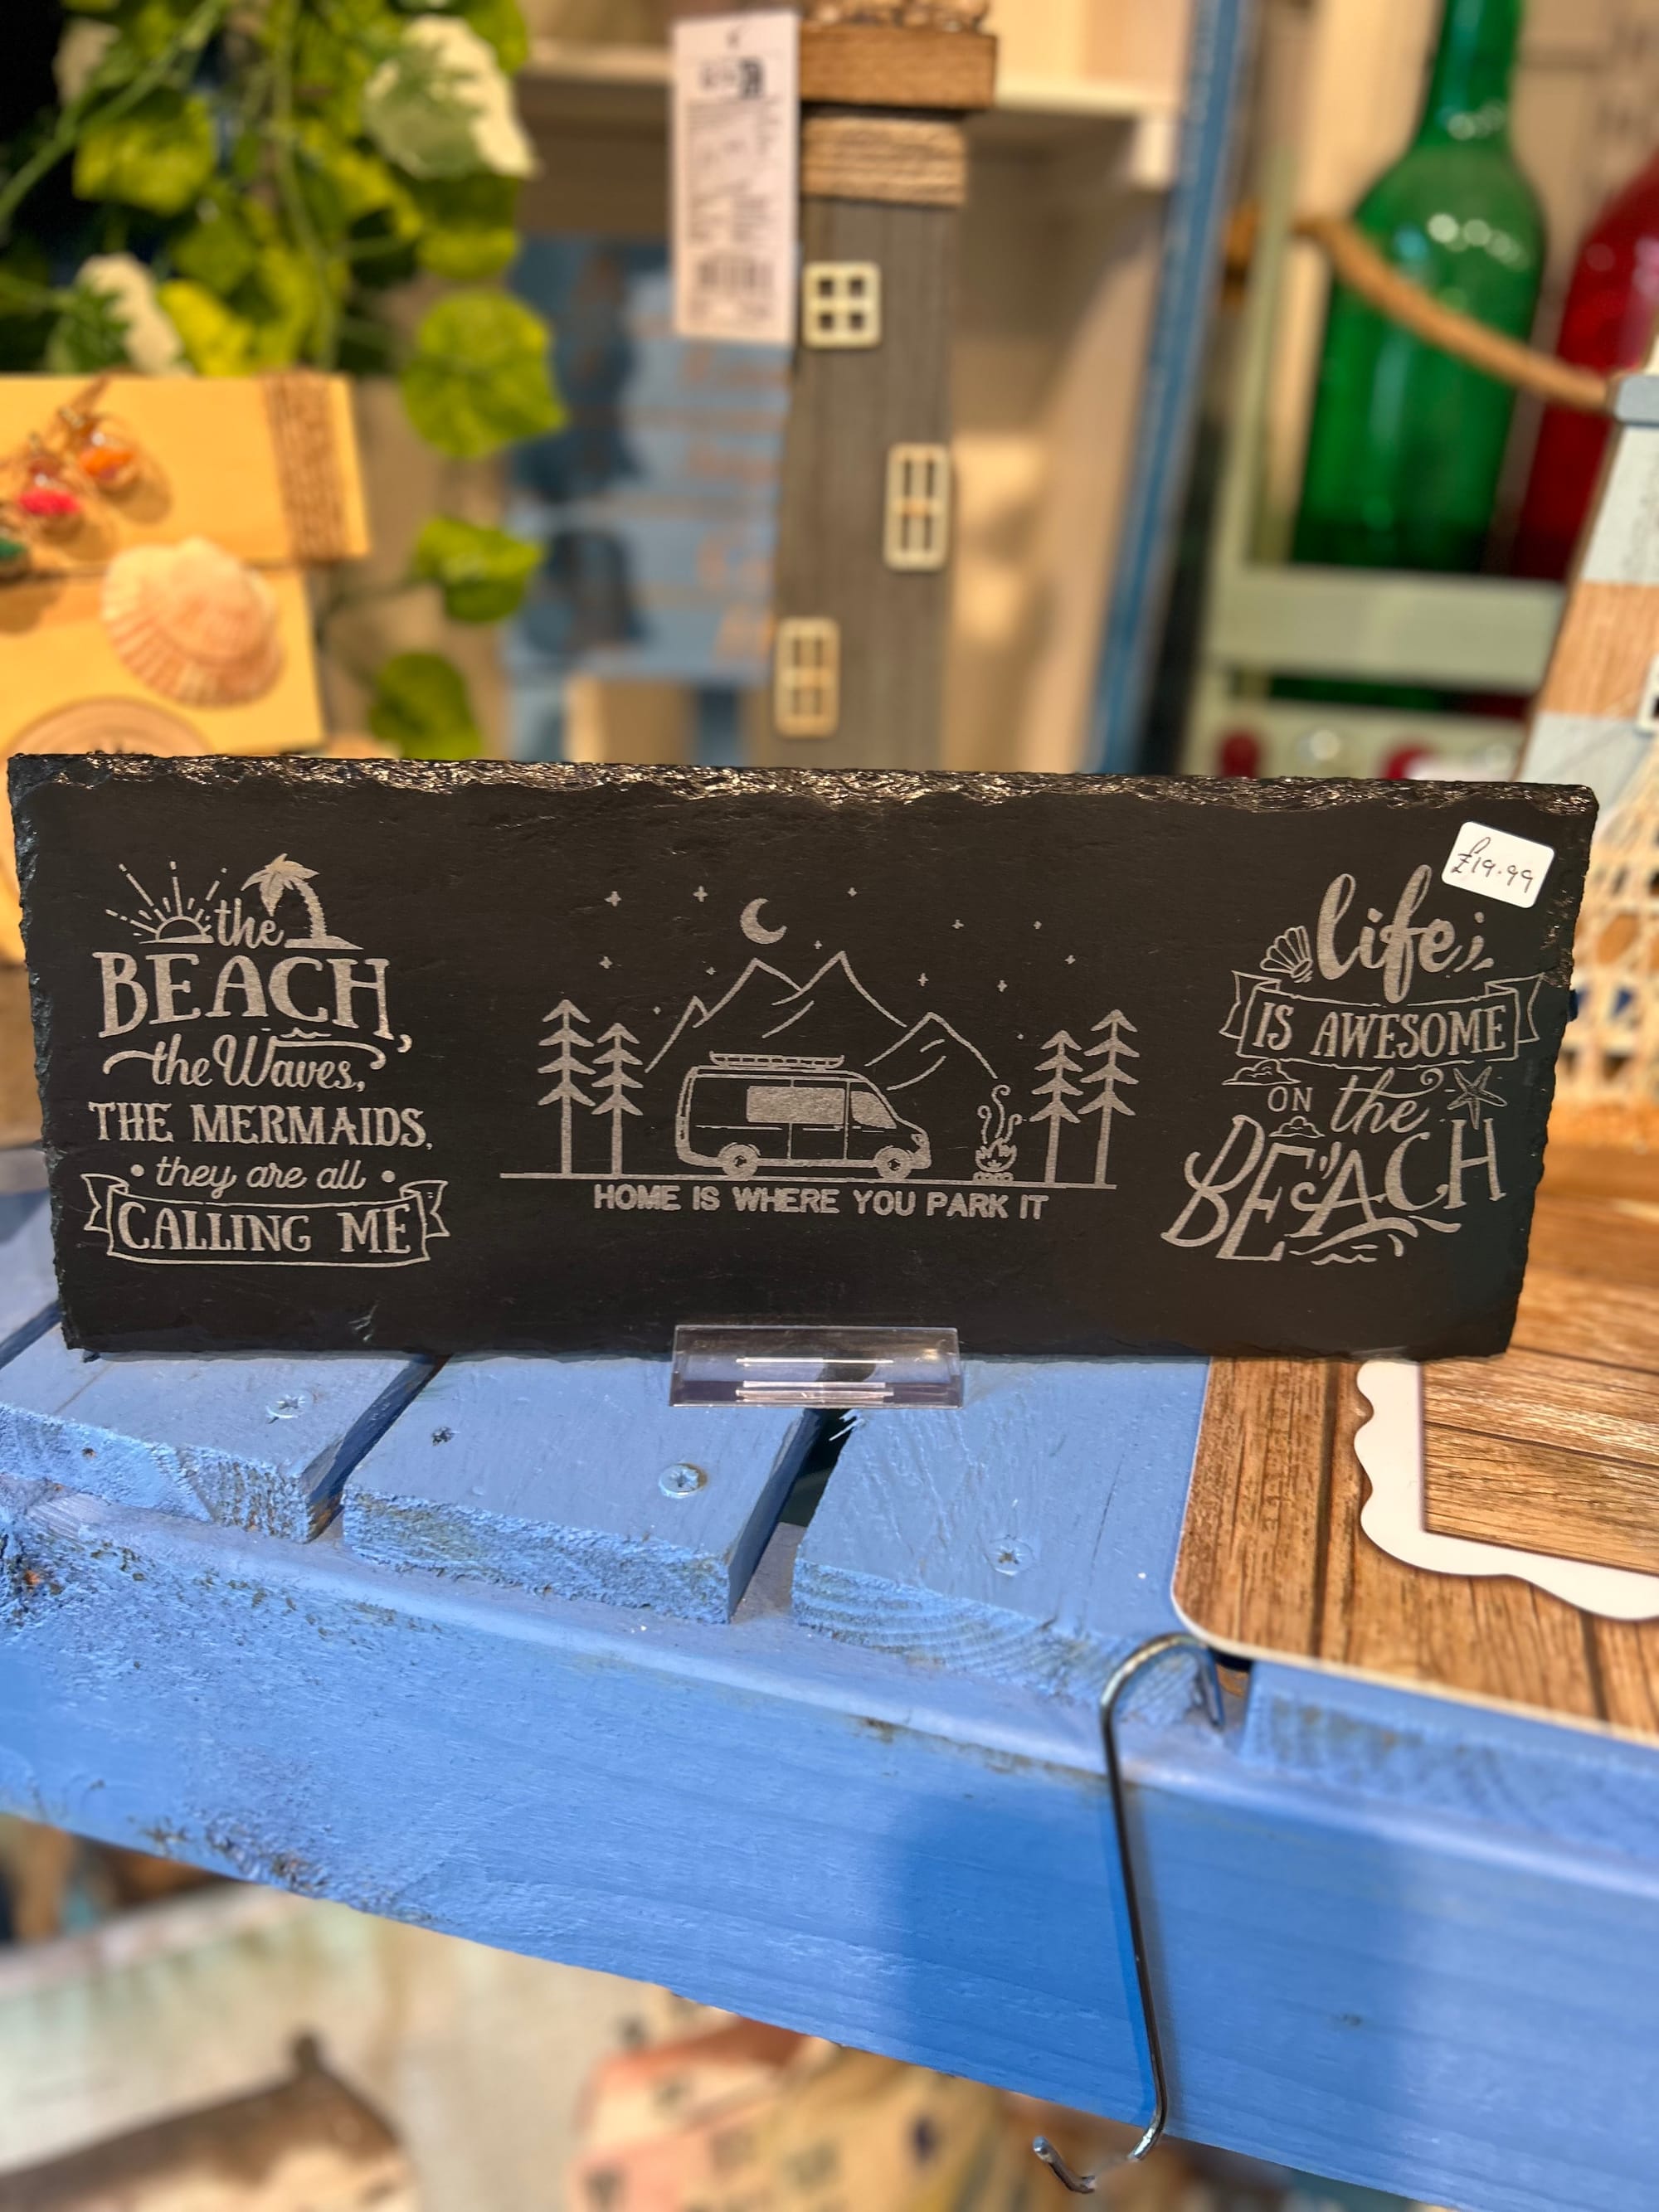 the
BEACH,
the Waves,
THE MERMAIDS,
• they are all •
CALLING ME
HOME IS WHERE YOU PARK IT
£19.99
life
IS AWESOME
ON the
BEACH